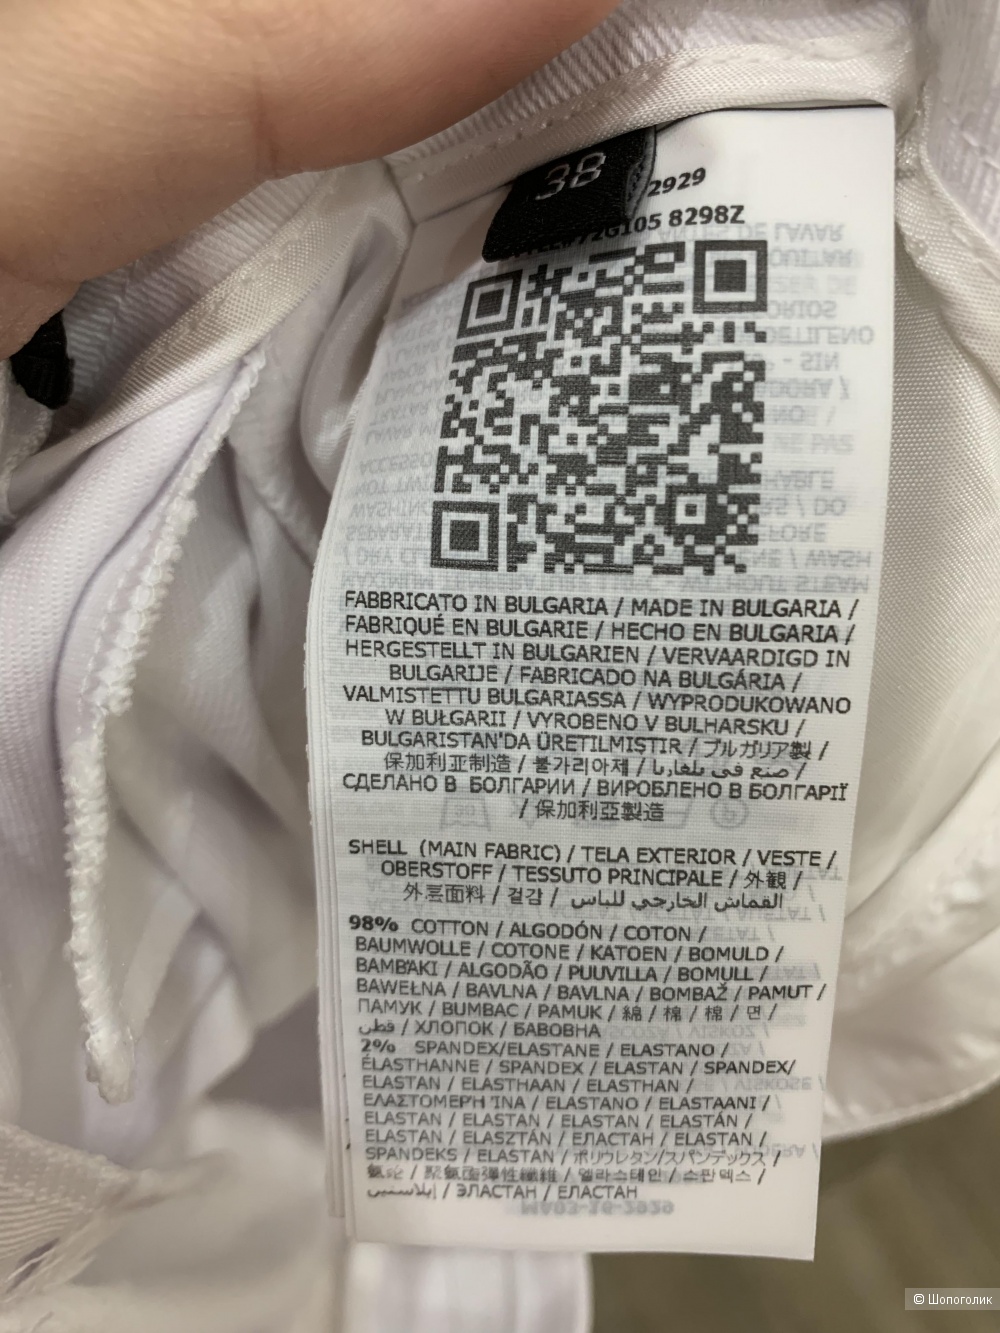 38
2929
72G105 8298Z
FABBRICATO IN BULGARIA / MADE IN BULGARIA /
FABRIQUÉ EN BULGARIE / HECHO EN BULGARIA /
HERGESTELLT IN BULGARIEN / VERVAARDIGD IN
BULGARIJE / FABRICADO NA BULGÁRIA /
VALMISTETTU BULGARIASSA / WYPRODUKOWANO
W BUŁGARII / VYROBENO V BULHARSKU /
BULGARISTAN'DA ÜRETILMISTIR / ブルガリア製 /
保加利亚制造 / 불가리아제 / صنع في بلغاريا /
СДЕЛАНО В БОЛГАРИИ / ВИРОБЛЕНО В БОЛГАРІЇ
/ 保加利亞製造
SHELL (MAIN FABRIC) / TELA EXTERIOR / VESTE /
OBERSTOFF / TESSUTO PRINCIPALE / 外観 /
外층面料 / 겉감 / القماش الخارجي للباس
98% COTTON / ALGODÓN / COTON /
BAUMWOLLE / COTONE / KATOEN / BOMULD /
ΒΑΜΒΆΚΙ / ALGODÃO / PUUVILLA / BOMULL /
BAWEŁNA / BAVLNA / BAVLNA / BOMBAŽ / PAMUT /
ПАМУК / BUMBAC / PAMUK / 綿 / 棉 / 棉 / 면 /
قطن / ХЛОПОК / БАВОВНА
2% SPANDEX/ELASTANE / ELASTANO /
ÉLASTHANNE / SPANDEX / ELASTAN / SPANDEX/
ELASTAN / ELASTHAAN / ELASTHAN /
ΕΛΑΣΤΟΜΕΡΉ ΊΝΑ / ELASTANO / ELASTAANI /
ELASTAN / ELASTAN / ELASTAN / ELASTÁN /
ELASTAN / ELASZTÁN / ЕЛАСТАН / ELASTAN /
SPANDEKS / ELASTAN / ポリウレタン/スパンデックス /
氨纶 / 聚氨酯彈性纖維 / 엘라스테인 / 스판덱스 /
إيلاستين / ЭЛАСТАН / ЕЛАСТАН
© Шопоголик